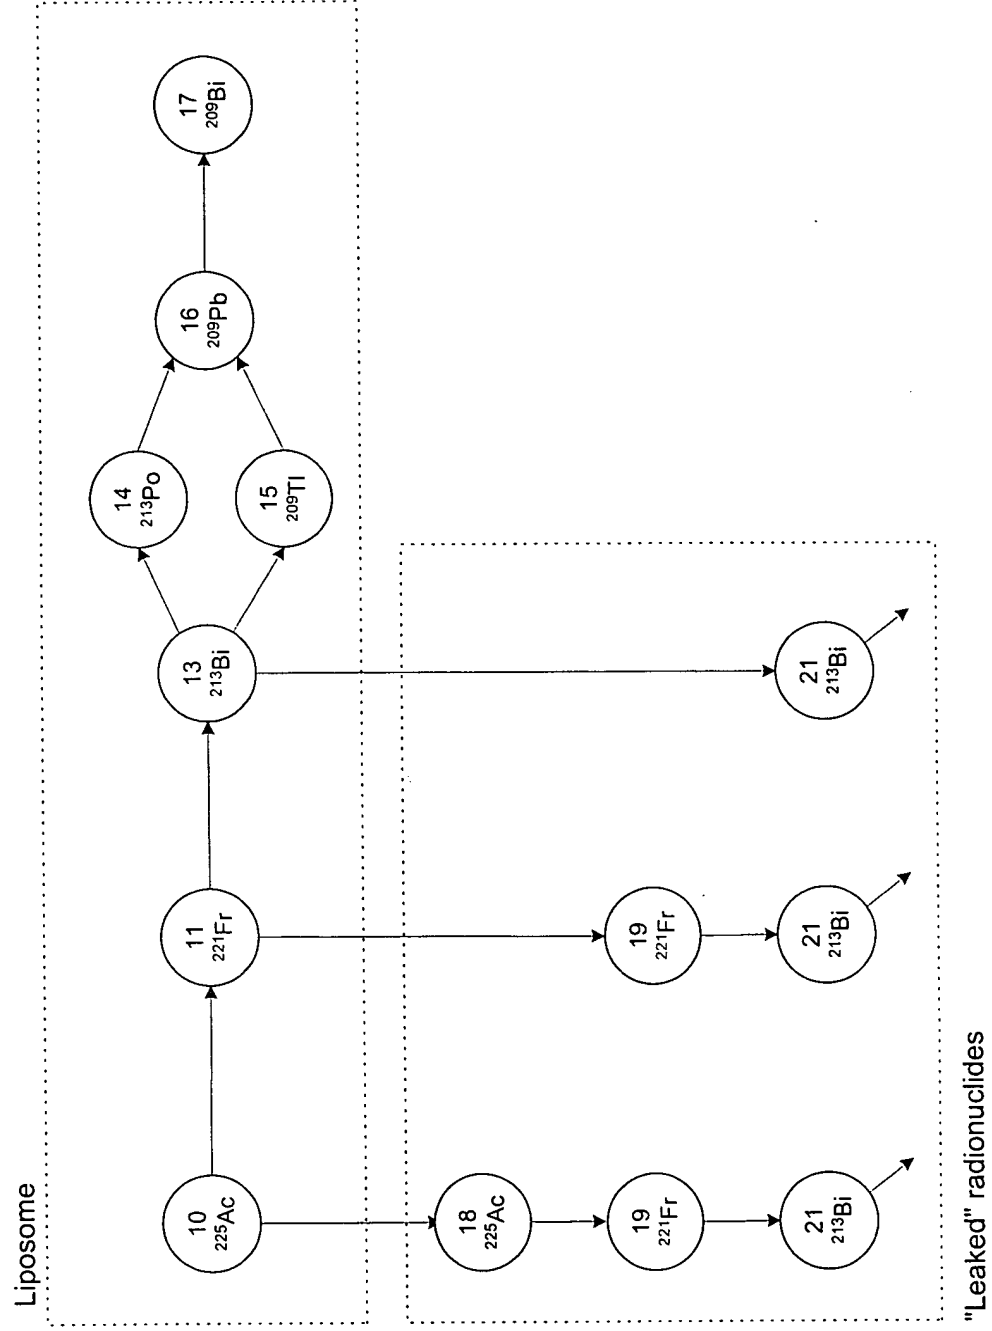 Liposome
10
225Ac
11
221Fr
13
213Bi
14
213Po
15
209Tl
16
209Pb
17
209Bi
18
225Ac
19
221Fr
21
213Bi
19
221Fr
21
213Bi
21
213Bi
"Leaked" radionuclides